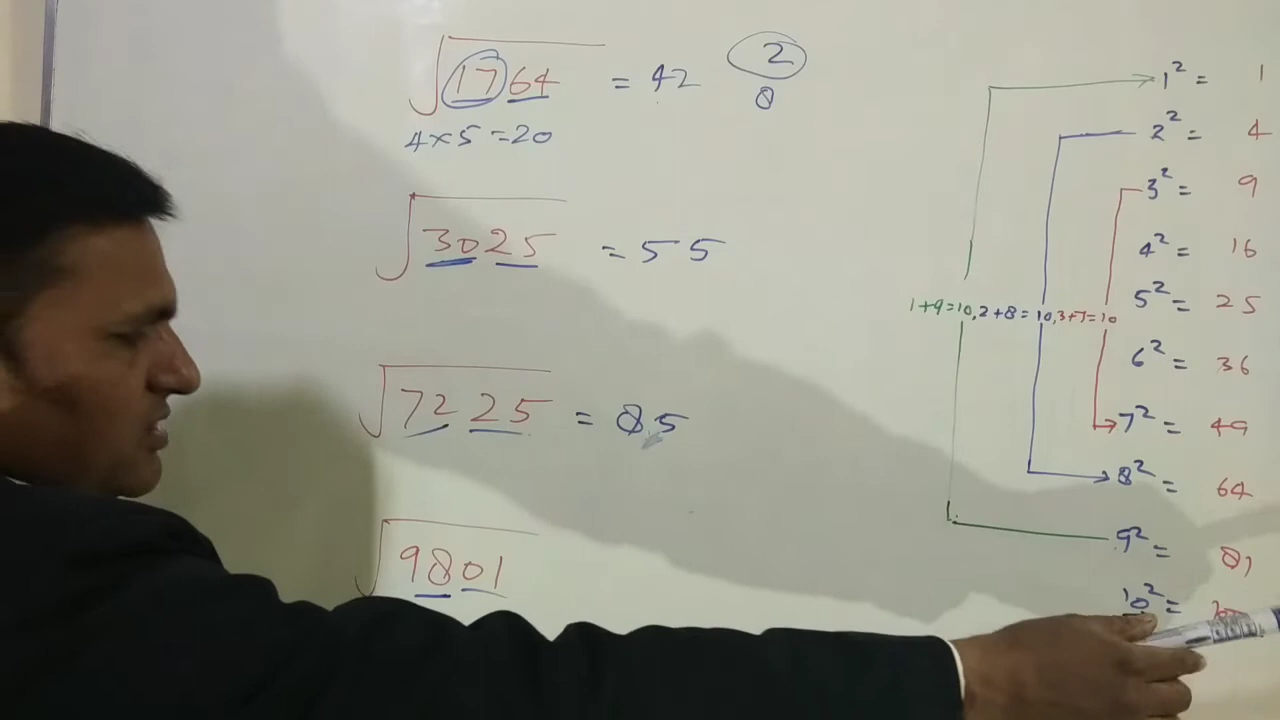 √1764 = 42 2
8
4×5=20
√3025 = 55
√7225 = 85
√9801
1² = 1
2² = 4
3² = 9
4² = 16
1+9=10, 2+8=10, 3+7=10
5² = 25
6² = 36
7² = 49
8² = 64
9² = 81
10² =